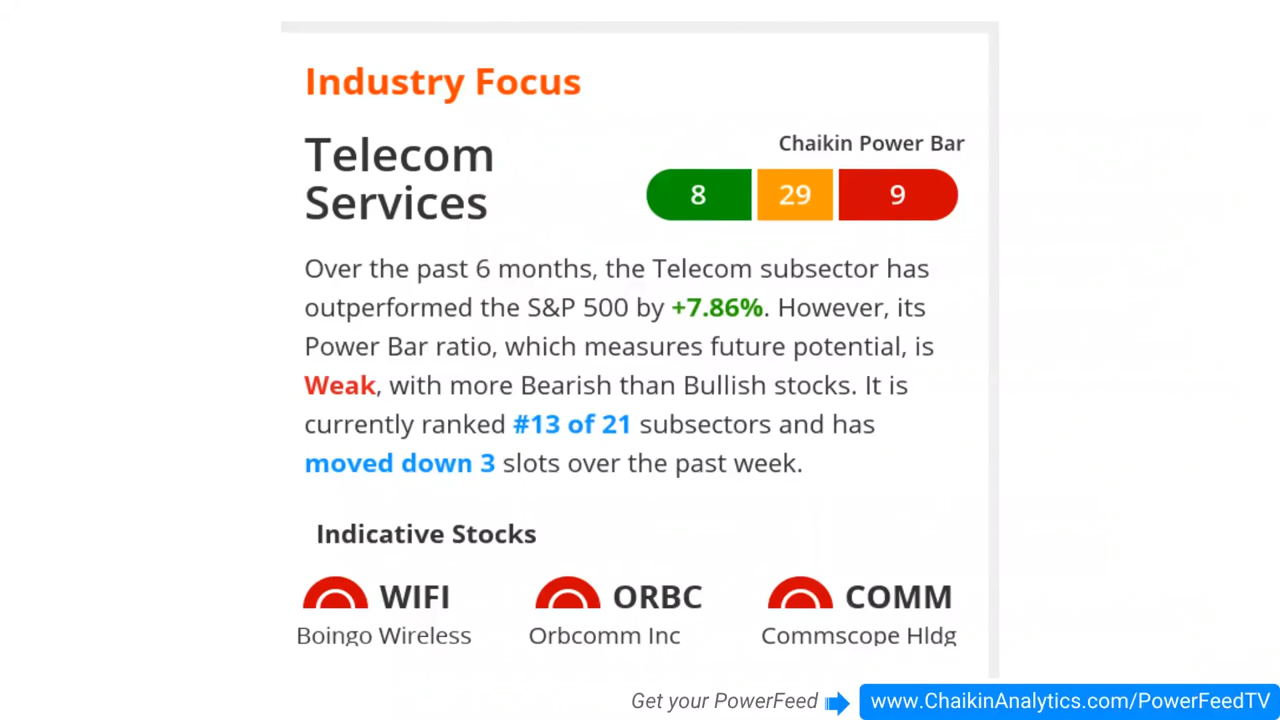 Industry Focus
Telecom
Services
Chaikin Power Bar
8 29 9
Over the past 6 months, the Telecom subsector has
outperformed the S&P 500 by +7.86%. However, its
Power Bar ratio, which measures future potential, is
Weak, with more Bearish than Bullish stocks. It is
currently ranked #13 of 21 subsectors and has
moved down 3 slots over the past week.
Indicative Stocks
WIFI ORBC COMM
Boingo Wireless Orbcomm Inc Commscope Hldg
Get your PowerFeed www.ChaikinAnalytics.com/PowerFeedTV